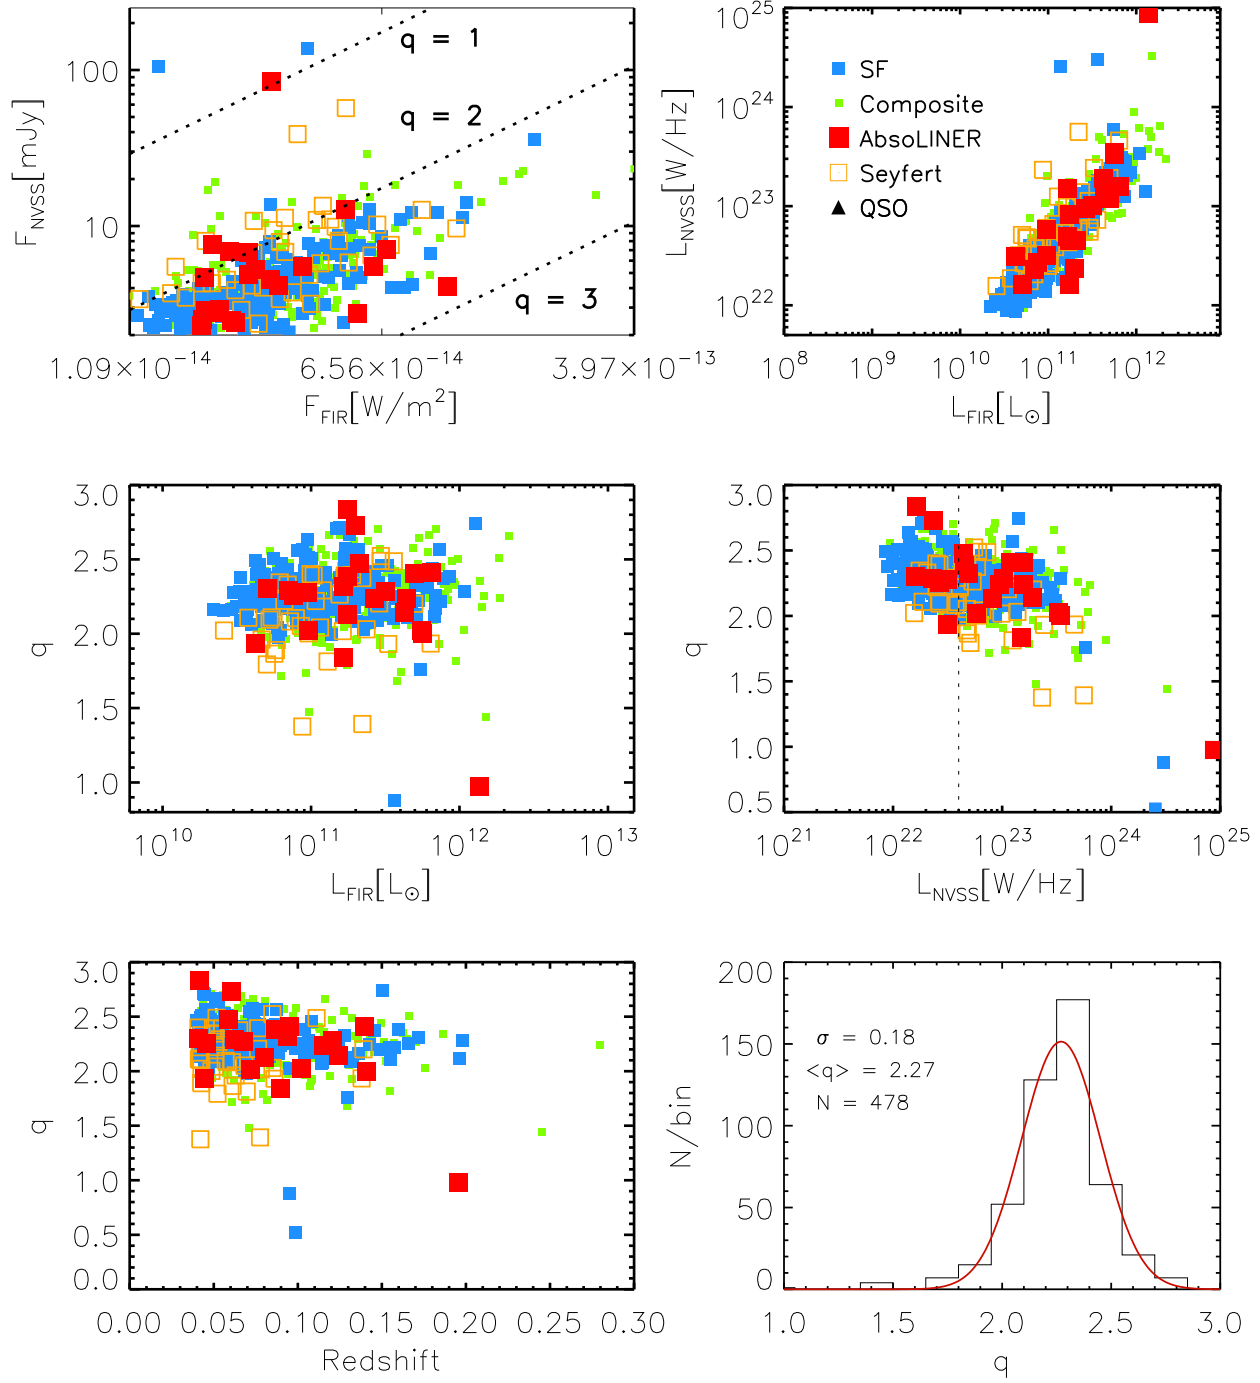 100
10
F_NVSS[mJy]
q = 1
q = 2
q = 3
1.09×10^-14
6.56×10^-14
3.97×10^-13
F_FIR[W/m^2]
10^25
10^24
10^23
10^22
L_NVSS[W/Hz]
SF
Composite
AbsoLINER
Seyfert
QSO
10^8
10^9
10^10
10^11
10^12
L_FIR[L_⊙]
3.0
2.5
2.0
1.5
1.0
q
10^10
10^11
10^12
10^13
L_FIR[L_⊙]
3.0
2.5
2.0
1.5
1.0
0.5
q
10^21
10^22
10^23
10^24
10^25
L_NVSS[W/Hz]
3.0
2.5
2.0
1.5
1.0
0.5
0.0
q
0.00
0.05
0.10
0.15
0.20
0.25
0.30
Redshift
200
150
100
50
0
N/bin
σ = 0.18
<q> = 2.27
N = 478
1.0
1.5
2.0
2.5
3.0
q